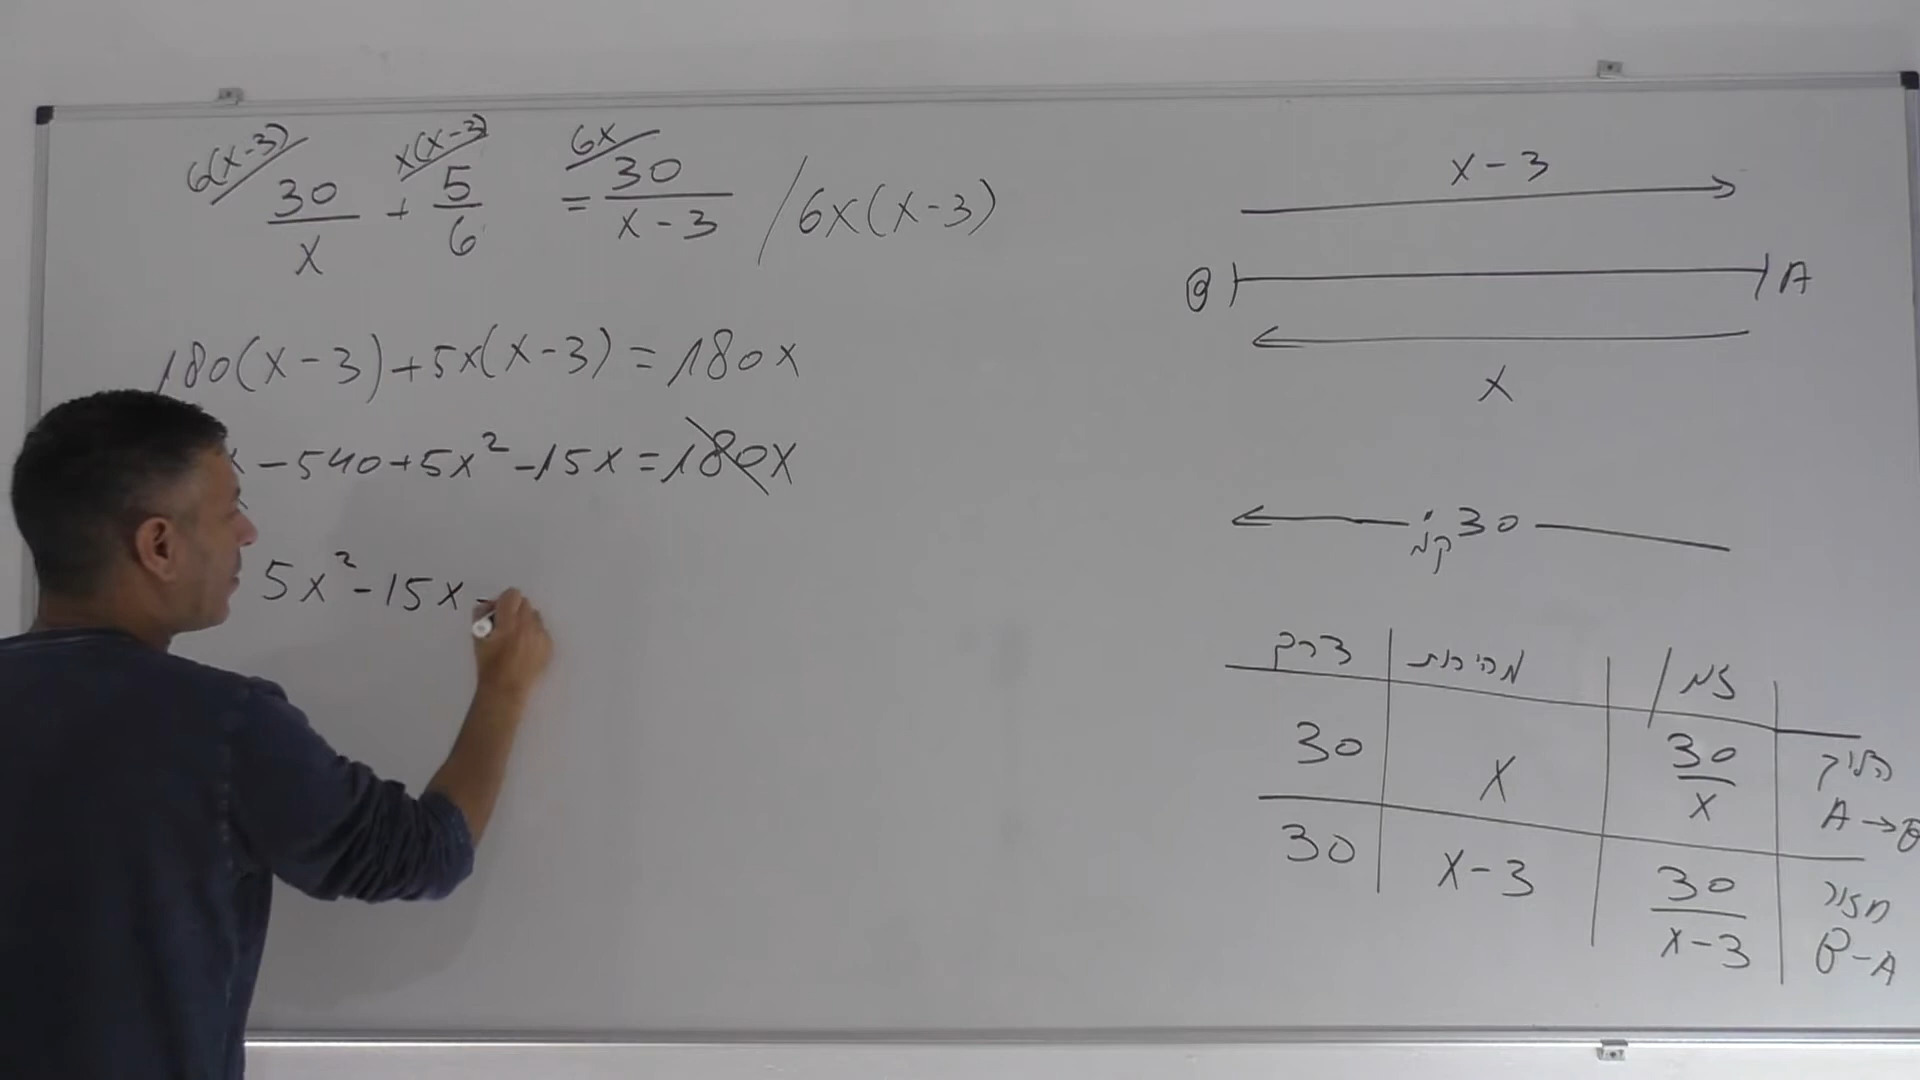 6(x-3) x(x-3) 6x
30/x + 5/6 = 30/(x-3) / 6x(x-3)
180(x-3)+5x(x-3)=180x
x-540+5x²-15x=180x
5x²-15x-
x-3
B A
x
30 קמ'
דרך מהירות זמן
30 x 30/x הלוך A→B
30 x-3 30/(x-3) חזור B-A